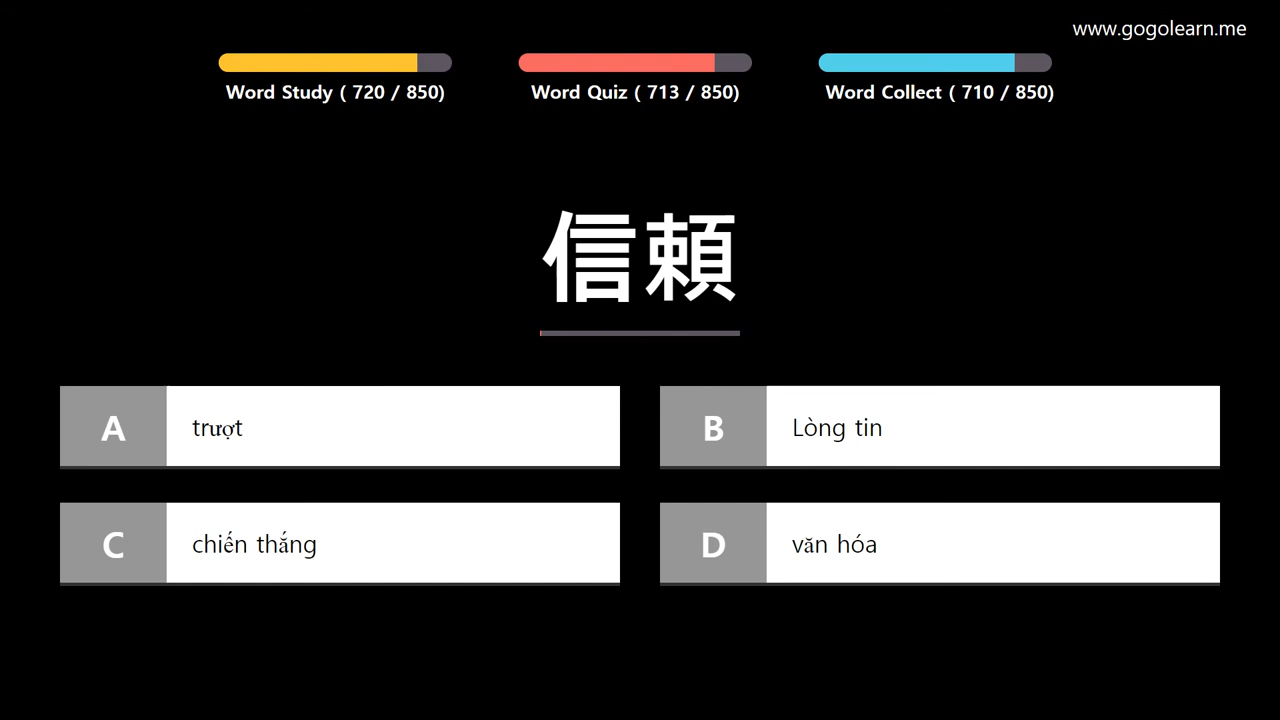 www.gogolearn.me
Word Study ( 720 / 850)
Word Quiz ( 713 / 850)
Word Collect ( 710 / 850)
信頼
A trượt
B Lòng tin
C chiến thắng
D văn hóa